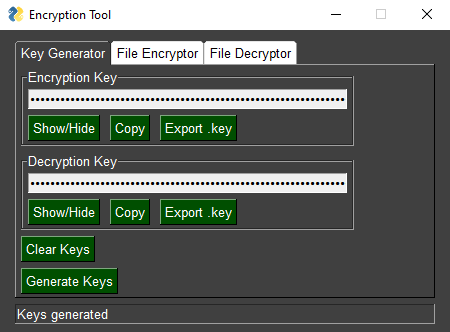 Encryption Tool
Key Generator File Encryptor File Decryptor
Encryption Key
Show/Hide Copy Export .key
Decryption Key
Show/Hide Copy Export .key
Clear Keys
Generate Keys
Keys generated